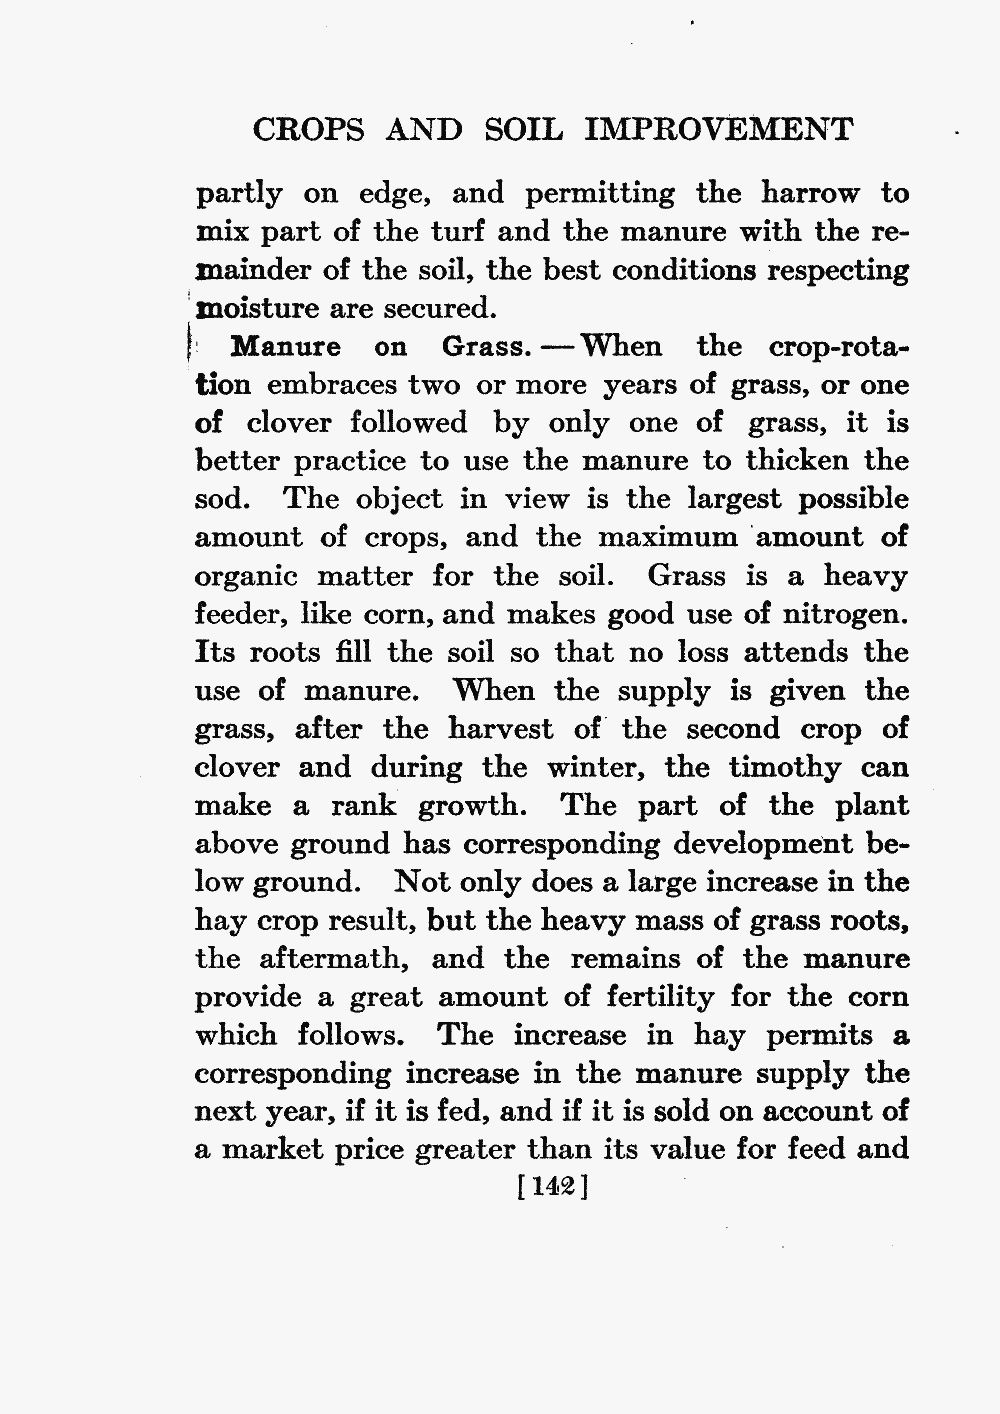 CROPS AND SOIL IMPROVEMENT
partly on edge, and permitting the harrow to
mix part of the turf and the manure with the re-
mainder of the soil, the best conditions respecting
moisture are secured.
Manure on Grass. — When the crop-rota-
tion embraces two or more years of grass, or one
of clover followed by only one of grass, it is
better practice to use the manure to thicken the
sod. The object in view is the largest possible
amount of crops, and the maximum amount of
organic matter for the soil. Grass is a heavy
feeder, like corn, and makes good use of nitrogen.
Its roots fill the soil so that no loss attends the
use of manure. When the supply is given the
grass, after the harvest of the second crop of
clover and during the winter, the timothy can
make a rank growth. The part of the plant
above ground has corresponding development be-
low ground. Not only does a large increase in the
hay crop result, but the heavy mass of grass roots,
the aftermath, and the remains of the manure
provide a great amount of fertility for the corn
which follows. The increase in hay permits a
corresponding increase in the manure supply the
next year, if it is fed, and if it is sold on account of
a market price greater than its value for feed and
[142]